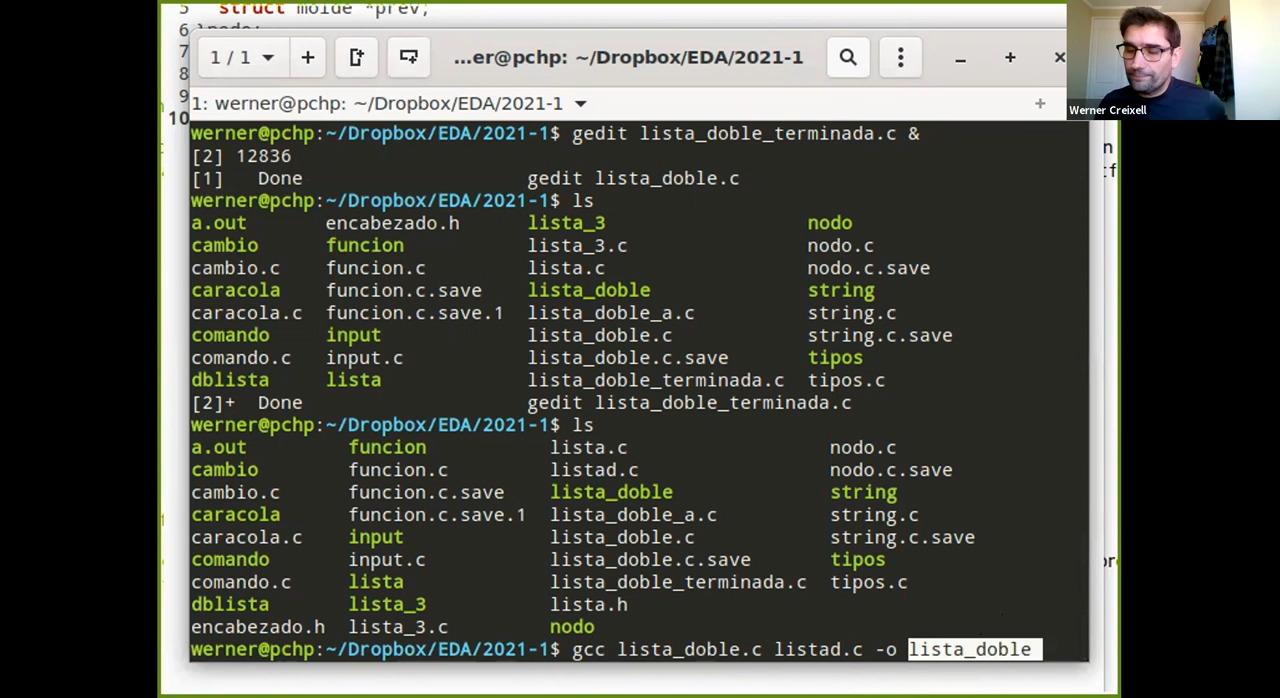 5 struct molde *prev;
6
7
8
9
10
1 / 1
...er@pchp: ~/Dropbox/EDA/2021-1
Werner Creixell
1: werner@pchp: ~/Dropbox/EDA/2021-1
werner@pchp:~/Dropbox/EDA/2021-1$ gedit lista_doble_terminada.c &
[2] 12836
[1] Done gedit lista_doble.c
werner@pchp:~/Dropbox/EDA/2021-1$ ls
a.out encabezado.h lista_3 nodo
cambio funcion lista_3.c nodo.c
cambio.c funcion.c lista.c nodo.c.save
caracola funcion.c.save lista_doble string
caracola.c funcion.c.save.1 lista_doble_a.c string.c
comando input lista_doble.c string.c.save
comando.c input.c lista_doble.c.save tipos
dblista lista lista_doble_terminada.c tipos.c
[2]+ Done gedit lista_doble_terminada.c
werner@pchp:~/Dropbox/EDA/2021-1$ ls
a.out funcion lista.c nodo.c
cambio funcion.c listad.c nodo.c.save
cambio.c funcion.c.save lista_doble string
caracola funcion.c.save.1 lista_doble_a.c string.c
caracola.c input lista_doble.c string.c.save
comando input.c lista_doble.c.save tipos
comando.c lista lista_doble_terminada.c tipos.c
dblista lista_3 lista.h
encabezado.h lista_3.c nodo
werner@pchp:~/Dropbox/EDA/2021-1$ gcc lista_doble.c listad.c -o lista_doble